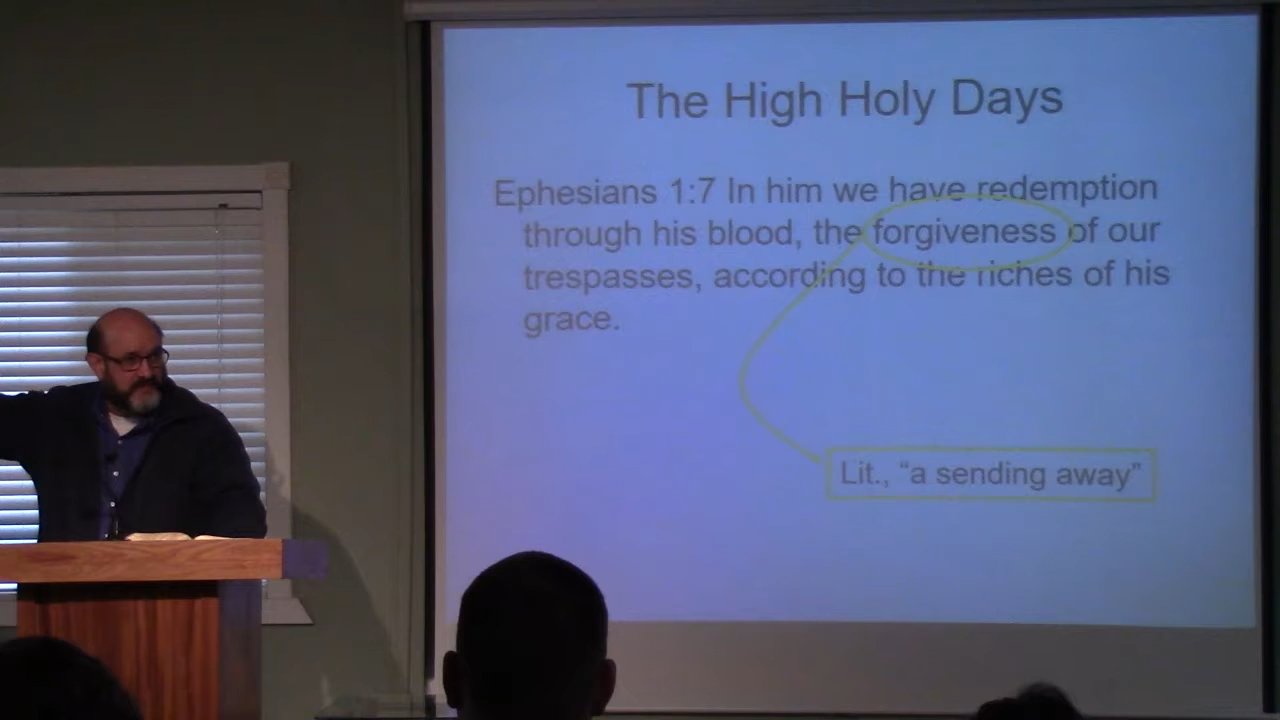 The High Holy Days
Ephesians 1:7 In him we have redemption
through his blood, the forgiveness of our
trespasses, according to the riches of his
grace.
Lit., “a sending away”